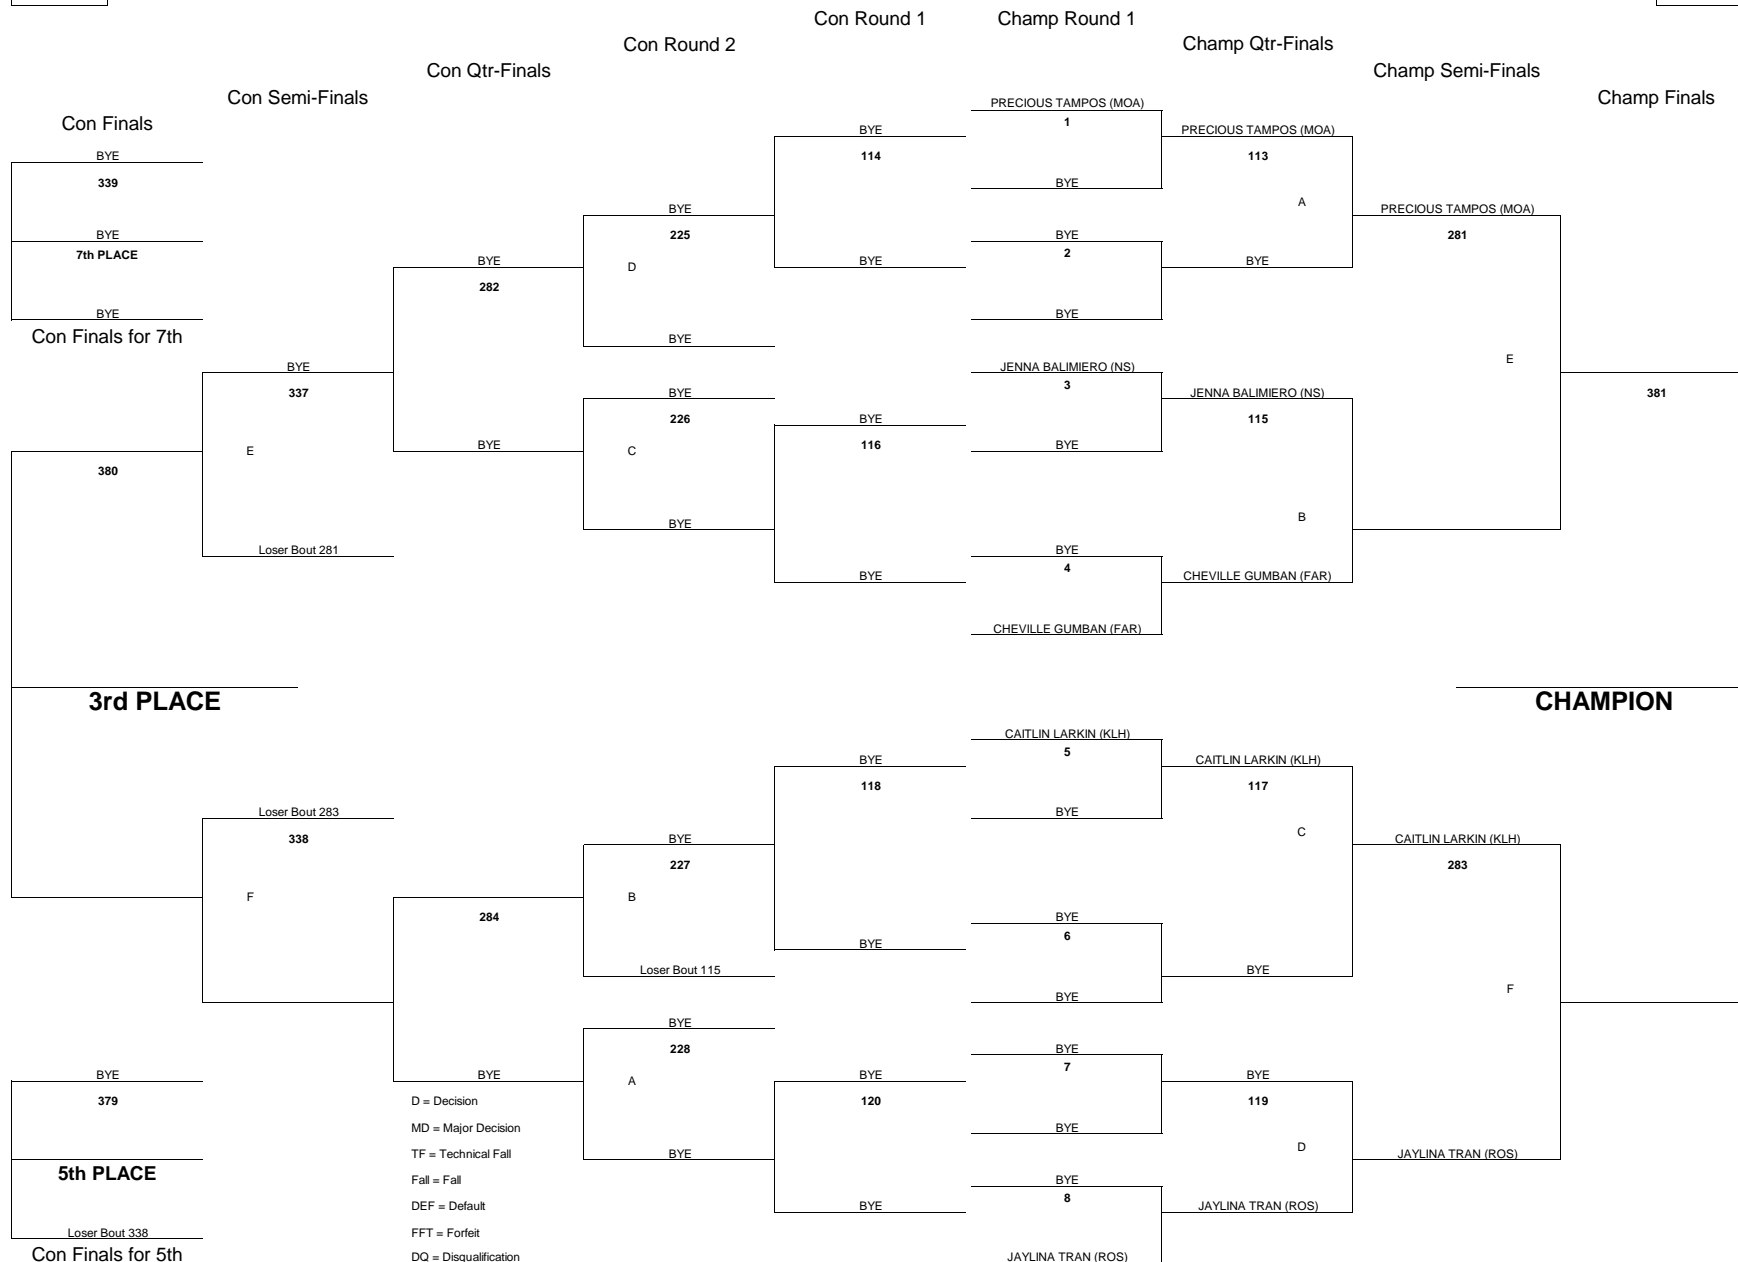 Con Round 1
Champ Round 1
Con Round 2
Champ Qtr-Finals
Con Qtr-Finals
Champ Semi-Finals
Con Semi-Finals
Champ Finals
PRECIOUS TAMPOS (MOA)
Con Finals
1
BYE
PRECIOUS TAMPOS (MOA)
BYE
114
113
339
BYE
A
BYE
PRECIOUS TAMPOS (MOA)
BYE
225
BYE
281
7th PLACE
2
BYE
D
BYE
BYE
282
BYE
BYE
Con Finals for 7th
BYE
E
BYE
JENNA BALIMIERO (NS)
3
337
BYE
JENNA BALIMIERO (NS)
381
226
BYE
115
E
BYE
C
116
BYE
380
B
BYE
Loser Bout 281
BYE
4
BYE
CHEVILLE GUMBAN (FAR)
CHEVILLE GUMBAN (FAR)
3rd PLACE
CHAMPION
CAITLIN LARKIN (KLH)
5
BYE
CAITLIN LARKIN (KLH)
118
117
Loser Bout 283
BYE
C
338
BYE
CAITLIN LARKIN (KLH)
227
283
F
B
284
BYE
6
BYE
Loser Bout 115
BYE
F
BYE
BYE
228
BYE
7
BYE
BYE
A
BYE
BYE
379
D = Decision
120
119
MD = Major Decision
BYE
D
TF = Technical Fall
BYE
JAYLINA TRAN (ROS)
5th PLACE
Fall = Fall
BYE
8
DEF = Default
BYE
JAYLINA TRAN (ROS)
Loser Bout 338
FFT = Forfeit
Con Finals for 5th
DQ = Disqualification
JAYLINA TRAN (ROS)